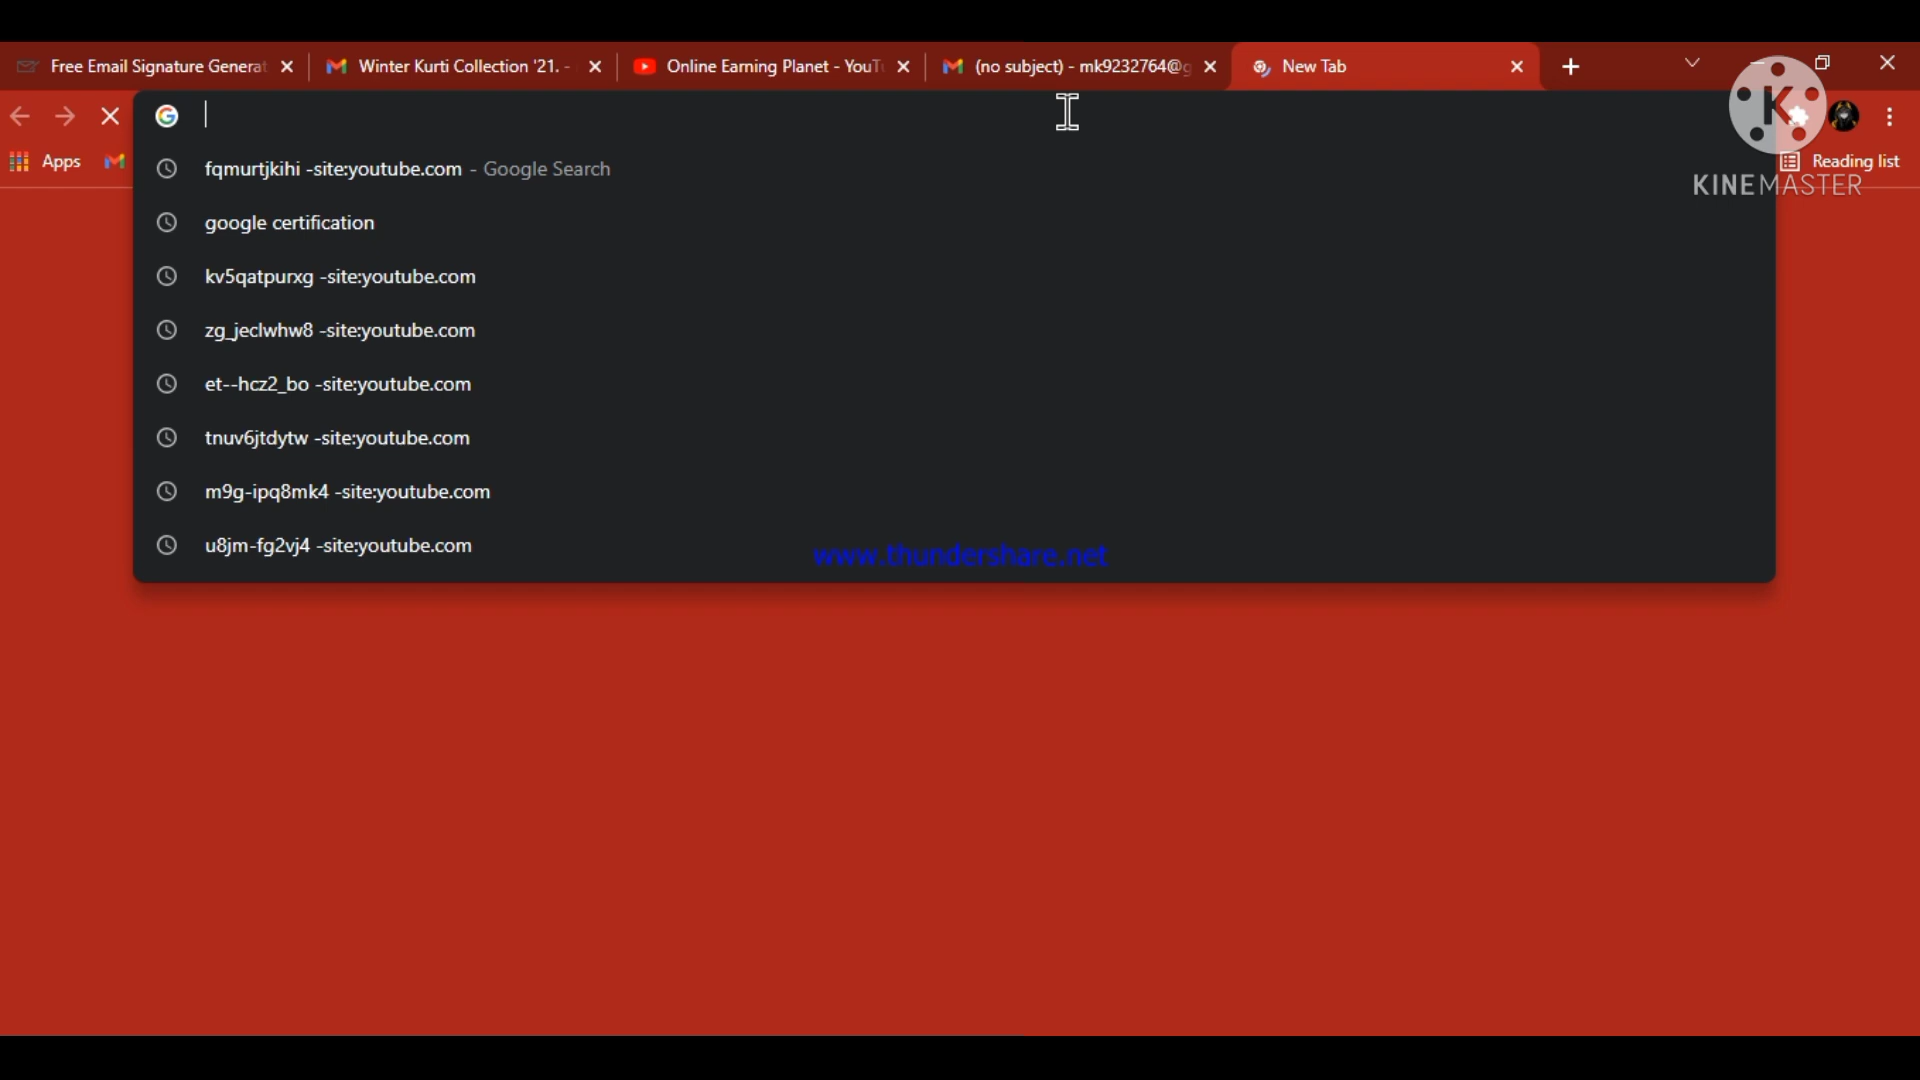 Free Email Signature Generat
Winter Kurti Collection '21. -
Online Earning Planet - YouT
(no subject) - mk9232764@g
New Tab
Apps
Reading list
KINEMASTER
K
fqmurtjkihi -site:youtube.com - Google Search
google certification
kv5qatpurxg -site:youtube.com
zg_jeclwhw8 -site:youtube.com
et--hcz2_bo -site:youtube.com
tnuv6jtdytw -site:youtube.com
m9g-ipq8mk4 -site:youtube.com
u8jm-fg2vj4 -site:youtube.com
www.thundershare.net